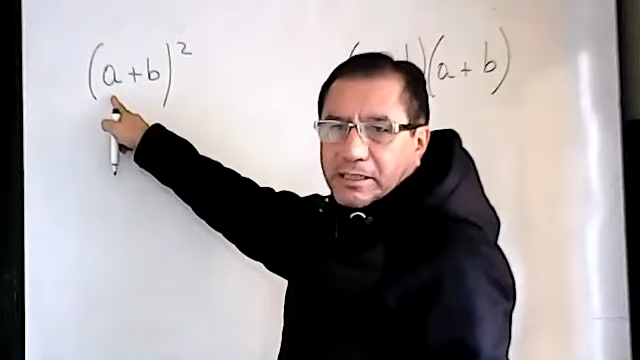 (a + b)² ( b)(a + b)